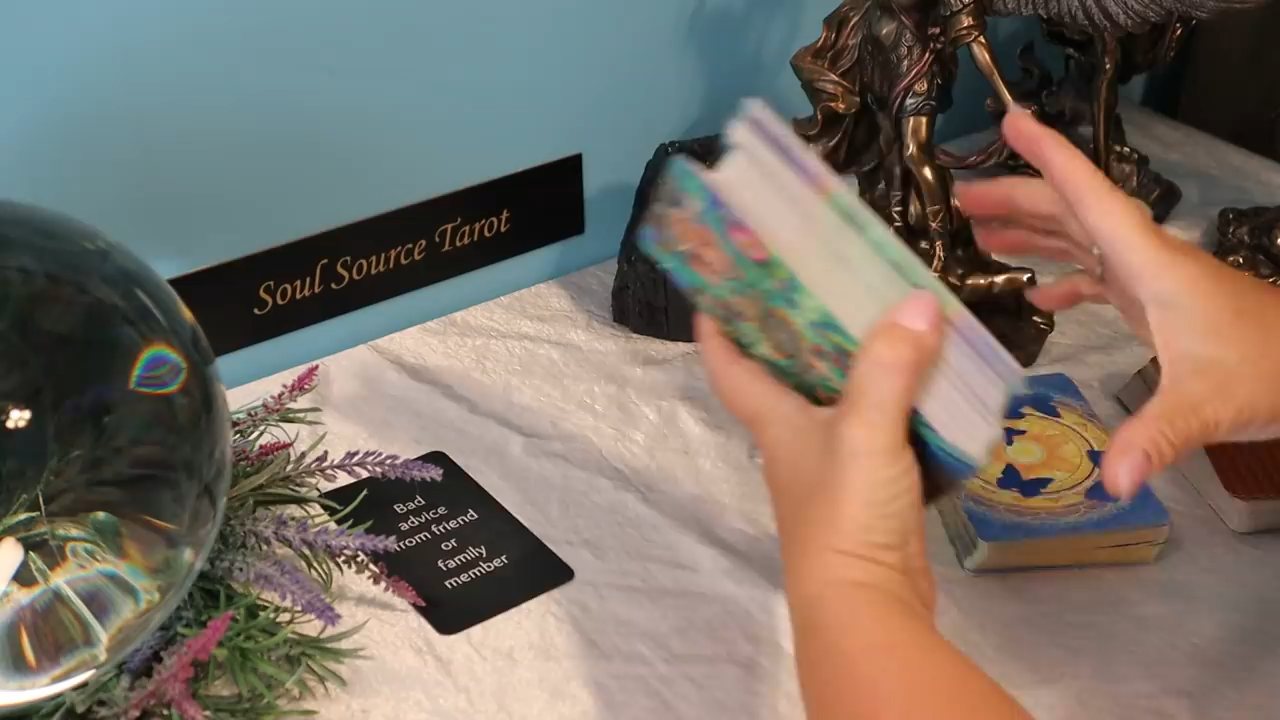 Soul Source Tarot
Bad
advice
from friend
or
family
member